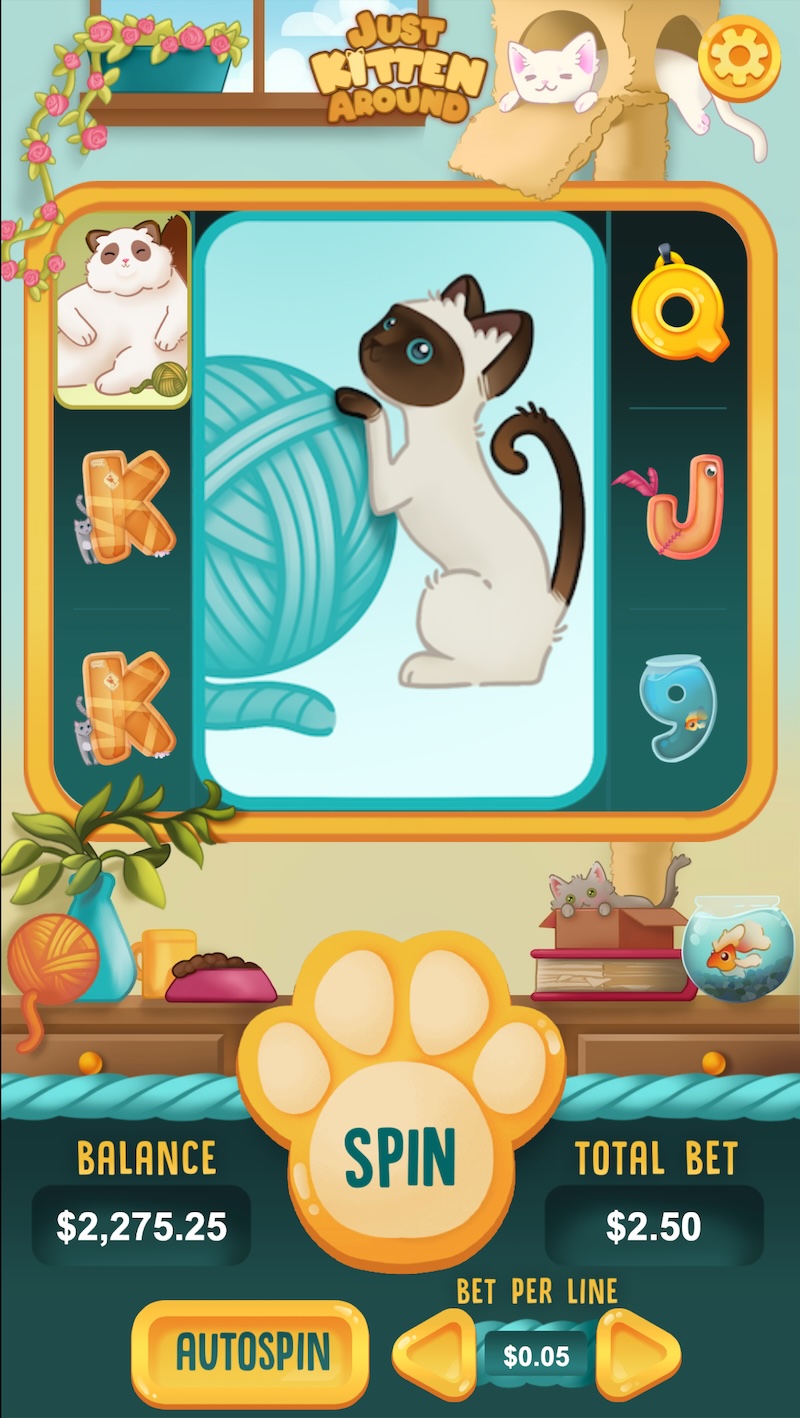 JUST
KITTEN
AROUND
Q
K
J
K
9
SPIN
BALANCE
$2,275.25
TOTAL BET
$2.50
BET PER LINE
AUTOSPIN
$0.05